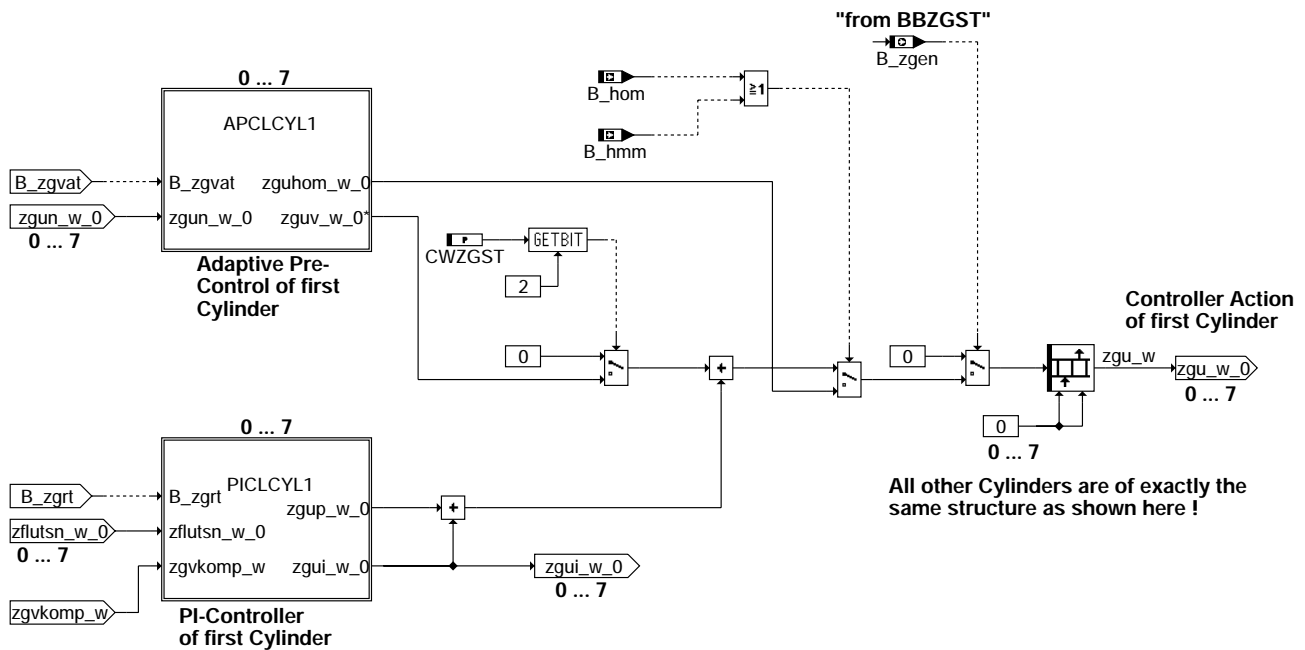 "from BBZGST"
B_zgen
0 ... 7
B_hom
≧1
B_hmm
APCLCYL1
B_zgvat
B_zgvat
zguhom_w_0
zgun_w_0
zgun_w_0
zguv_w_0*
0 ... 7
Adaptive Pre-
Control of first
Cylinder
P
CWZGST
GETBIT
2
Controller Action
of first Cylinder
0
+
0
zgu_w
zgu_w_0
0 ... 7
0
0 ... 7
All other Cylinders are of exactly the
same structure as shown here !
0 ... 7
PICLCYL1
B_zgrt
B_zgrt
zgup_w_0
+
zflutsn_w_0
zflutsn_w_0
0 ... 7
zgvkomp_w
zgui_w_0
zgui_w_0
0 ... 7
zgvkomp_w
PI-Controller
of first Cylinder